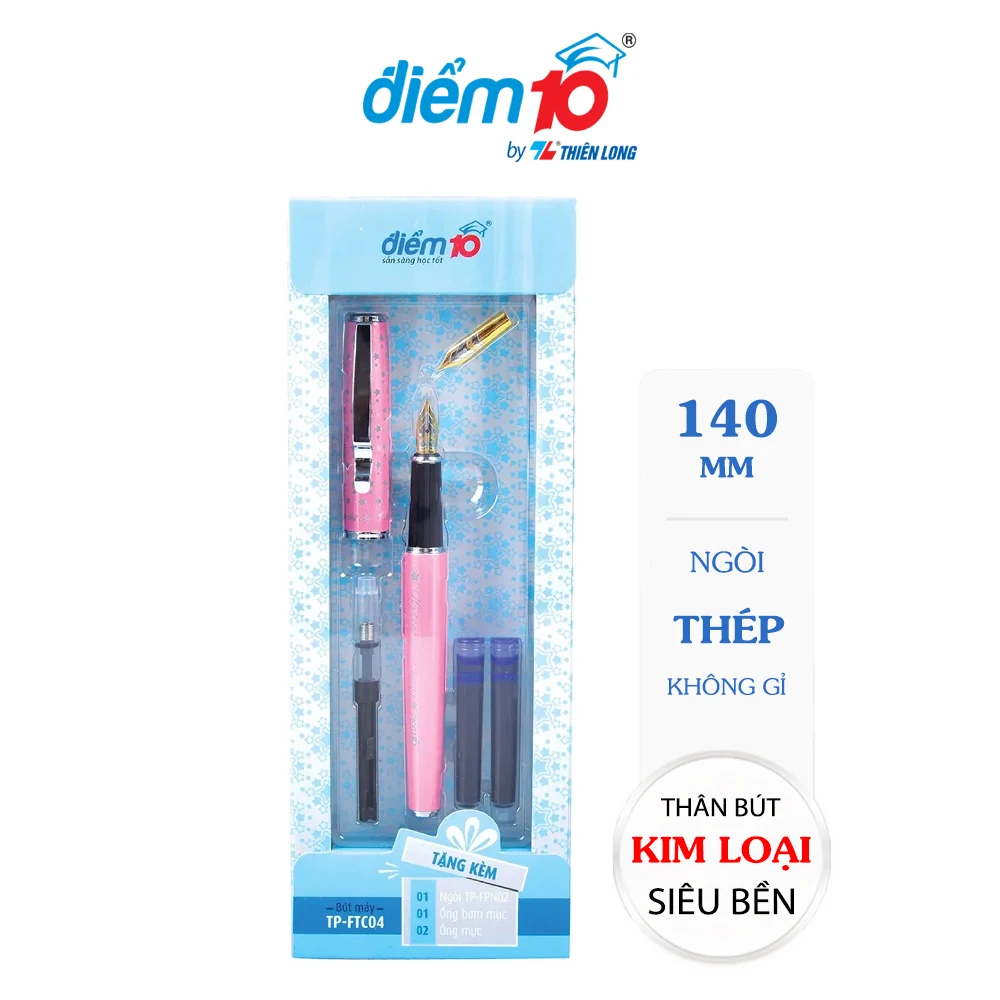 điểm10®
by TL® THIÊN LONG
điểm10®
sẵn sàng học tốt
140
MM
NGÒI
THÉP
KHÔNG GỈ
THÂN BÚT
KIM LOẠI
SIÊU BỀN
TẶNG KÈM
01 Ngòi TP-FPN02
01 Ống bơm mực
02 Ống mực
Bút máy
TP-FTC04